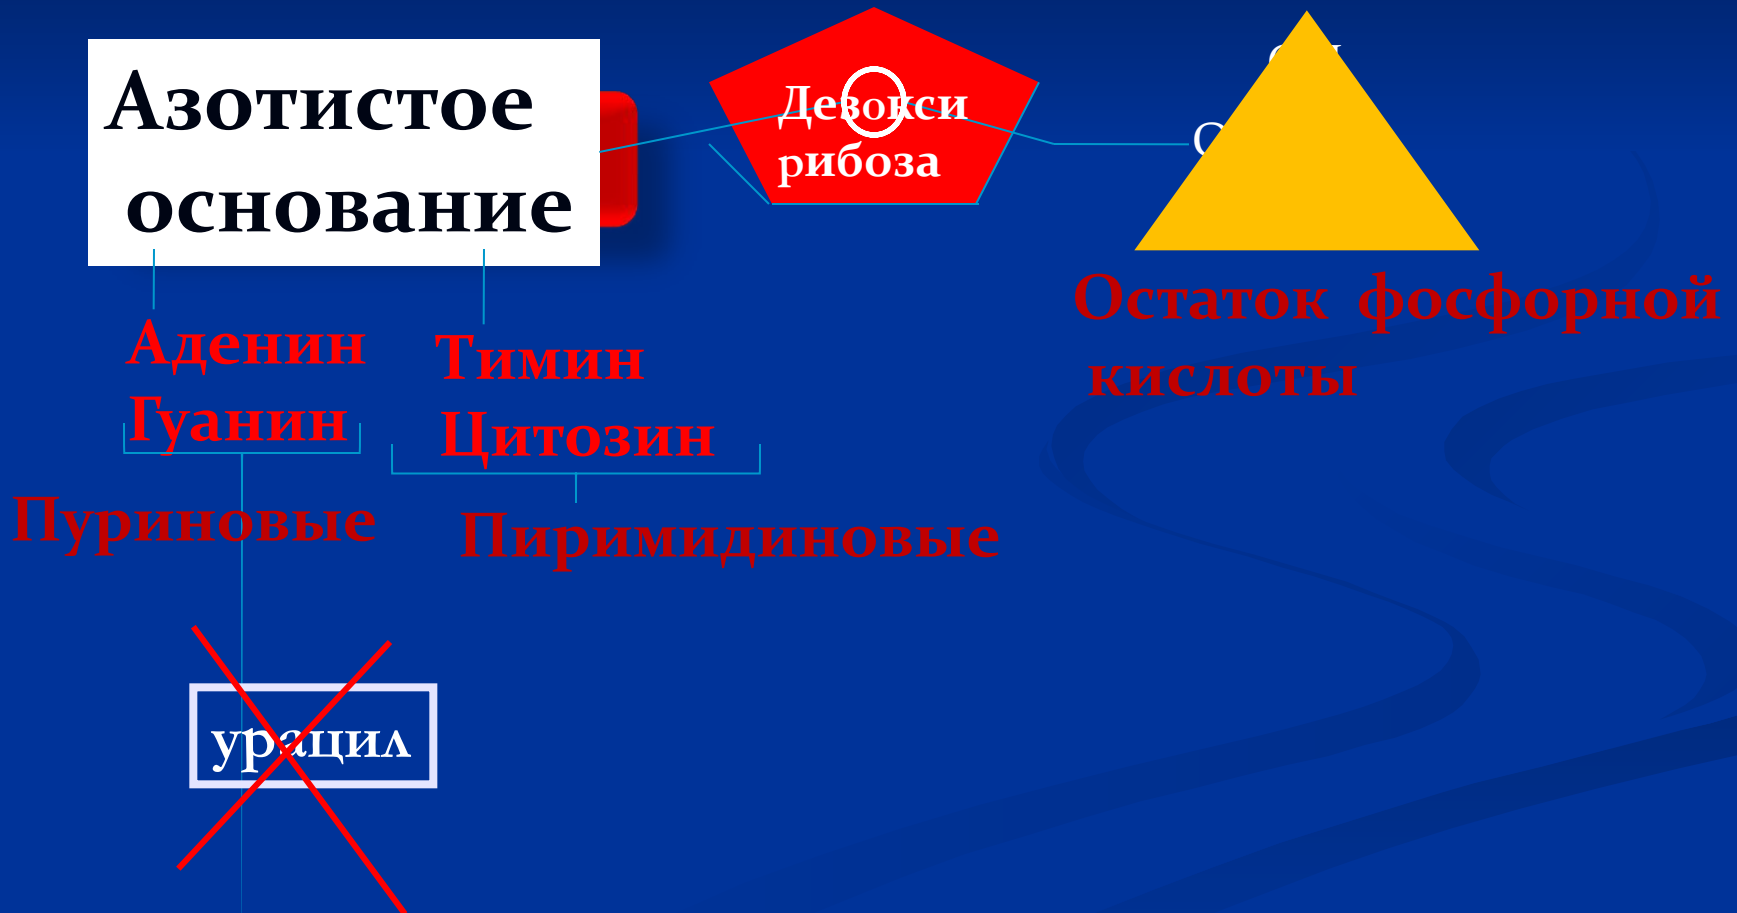 Азотистое
основание
Дезокси
рибоза
Остаток фосфорной
кислоты
Аденин
Гуанин
Тимин
Цитозин
Пуриновые
Пиримидиновые
урацил